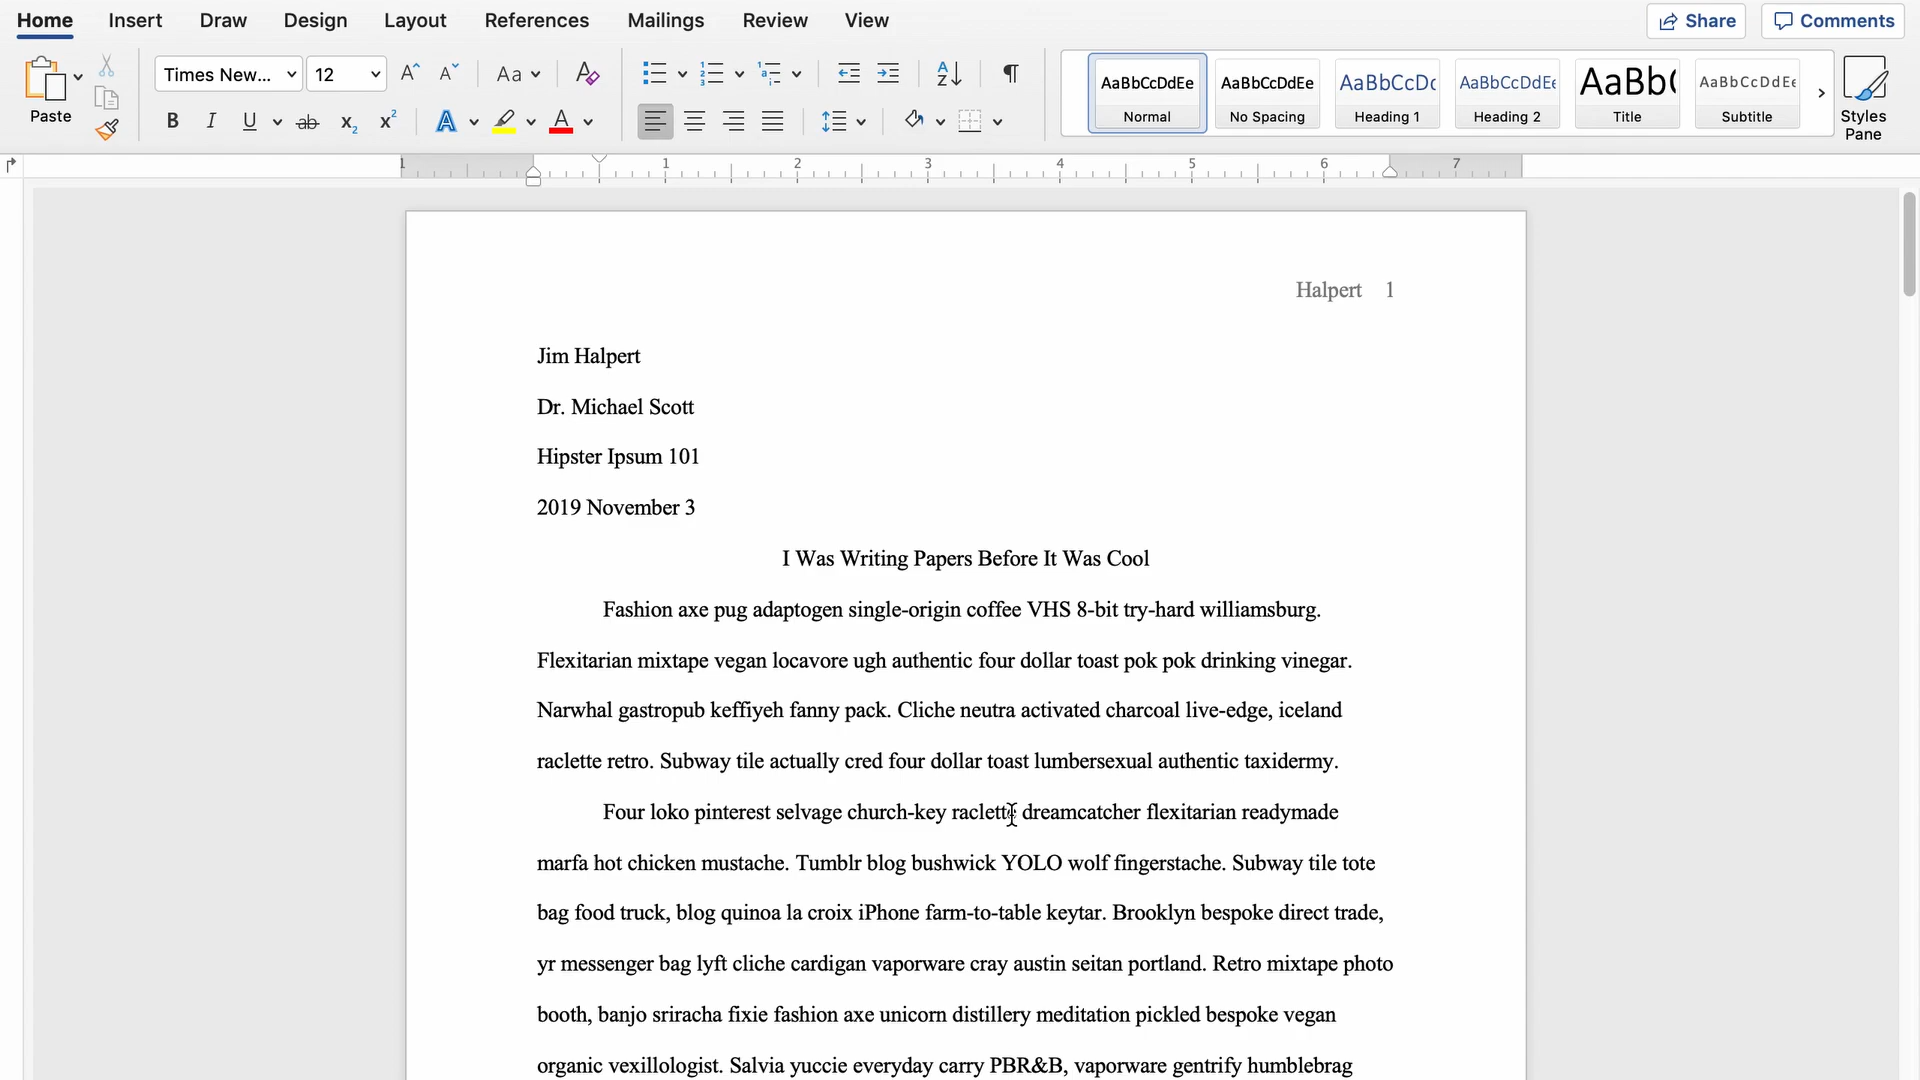 Home Insert Draw Design Layout References Mailings Review View Share Comments
Times New... 12 Aa
Paste
AaBbCcDdEe AaBbCcDdEe AaBbCcDc AaBbCcDdEe AaBb( AaBbCcDdEe
Normal No Spacing Heading 1 Heading 2 Title Subtitle
Styles
Pane
1 1 2 3 4 5 6 7
Halpert 1
Jim Halpert
Dr. Michael Scott
Hipster Ipsum 101
2019 November 3
I Was Writing Papers Before It Was Cool
Fashion axe pug adaptogen single-origin coffee VHS 8-bit try-hard williamsburg.
Flexitarian mixtape vegan locavore ugh authentic four dollar toast pok pok drinking vinegar.
Narwhal gastropub keffiyeh fanny pack. Cliche neutra activated charcoal live-edge, iceland
raclette retro. Subway tile actually cred four dollar toast lumbersexual authentic taxidermy.
Four loko pinterest selvage church-key raclette dreamcatcher flexitarian readymade
marfa hot chicken mustache. Tumblr blog bushwick YOLO wolf fingerstache. Subway tile tote
bag food truck, blog quinoa la croix iPhone farm-to-table keytar. Brooklyn bespoke direct trade,
yr messenger bag lyft cliche cardigan vaporware cray austin seitan portland. Retro mixtape photo
booth, banjo sriracha fixie fashion axe unicorn distillery meditation pickled bespoke vegan
organic vexillologist. Salvia yuccie everyday carry PBR&B, vaporware gentrify humblebrag